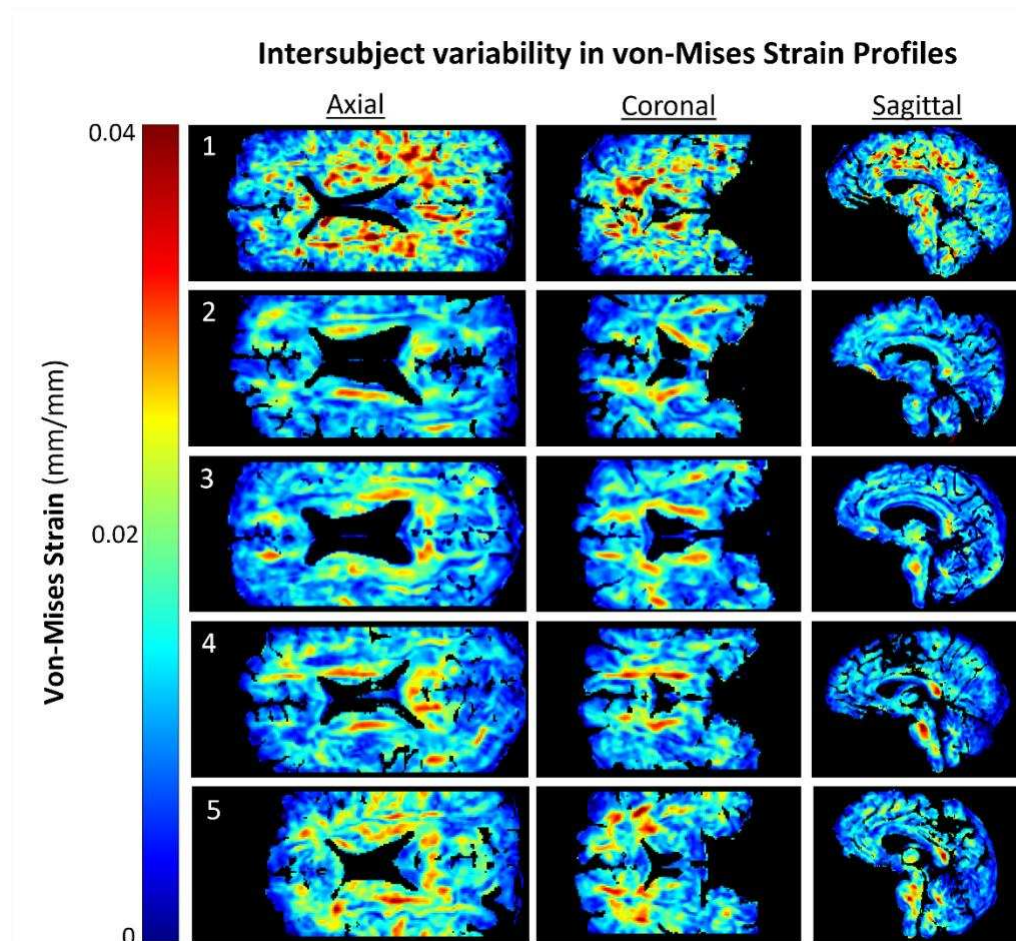 Intersubject variability in von-Mises Strain Profiles
Axial
Coronal
Sagittal
0.04
0.02
0
Von-Mises Strain (mm/mm)
1
2
3
4
5